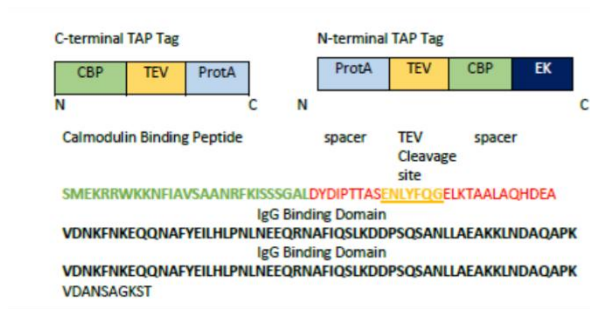 C-terminal TAP Tag N-terminal TAP Tag
CBP TEV ProtA ProtA TEV CBP EK
N C N C
Calmodulin Binding Peptide spacer TEV spacer
Cleavage
site
SMEKRRWKKNFIAVSAANRFKISSSGALDYDIPTTASENLYFQGELKTAALAQHDEA
IgG Binding Domain
VDNKFNKEQQNAFYEILHLPNLNEEQRNAFIQSLKDDPSQSANLLAEAKKLNDAQAPK
IgG Binding Domain
VDNKFNKEQQNAFYEILHLPNLNEEQRNAFIQSLKDDPSQSANLLAEAKKLNDAQAPK
VDANSAGKST